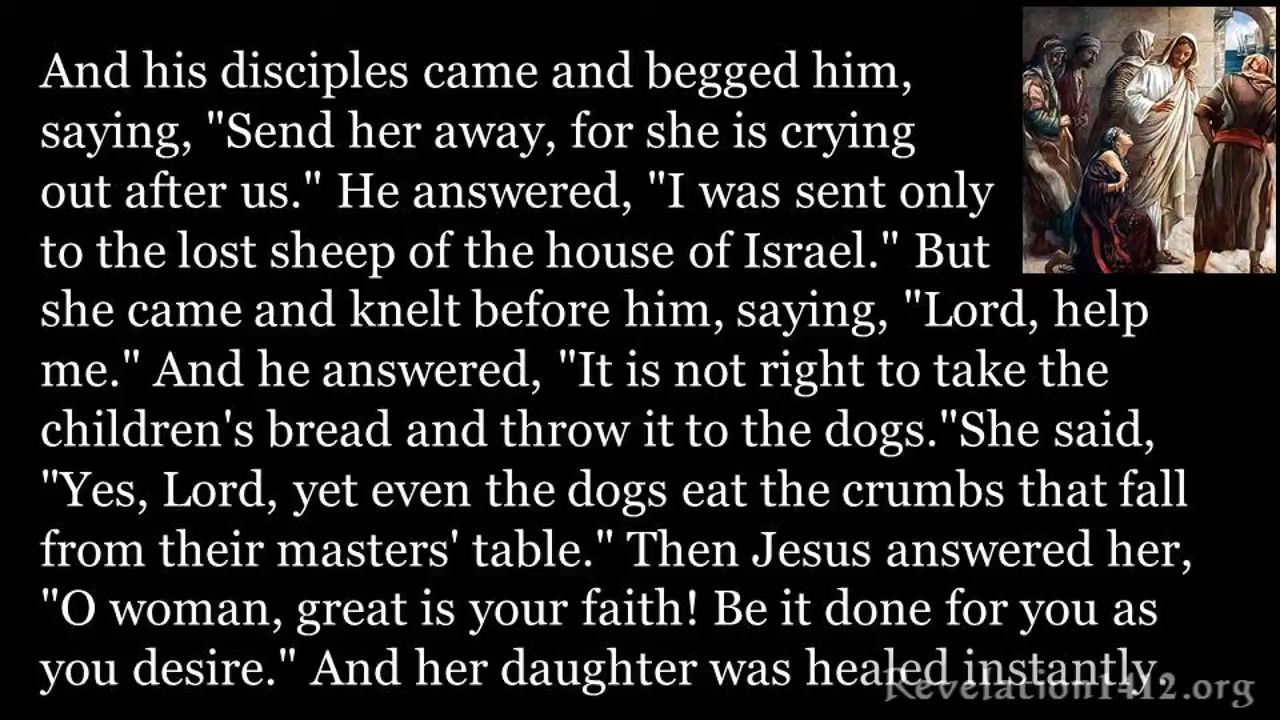 And his disciples came and begged him,
saying, "Send her away, for she is crying
out after us." He answered, "I was sent only
to the lost sheep of the house of Israel." But
she came and knelt before him, saying, "Lord, help
me." And he answered, "It is not right to take the
children's bread and throw it to the dogs."She said,
"Yes, Lord, yet even the dogs eat the crumbs that fall
from their masters' table." Then Jesus answered her,
"O woman, great is your faith! Be it done for you as
you desire." And her daughter was healed instantly.
Revelation1412.org